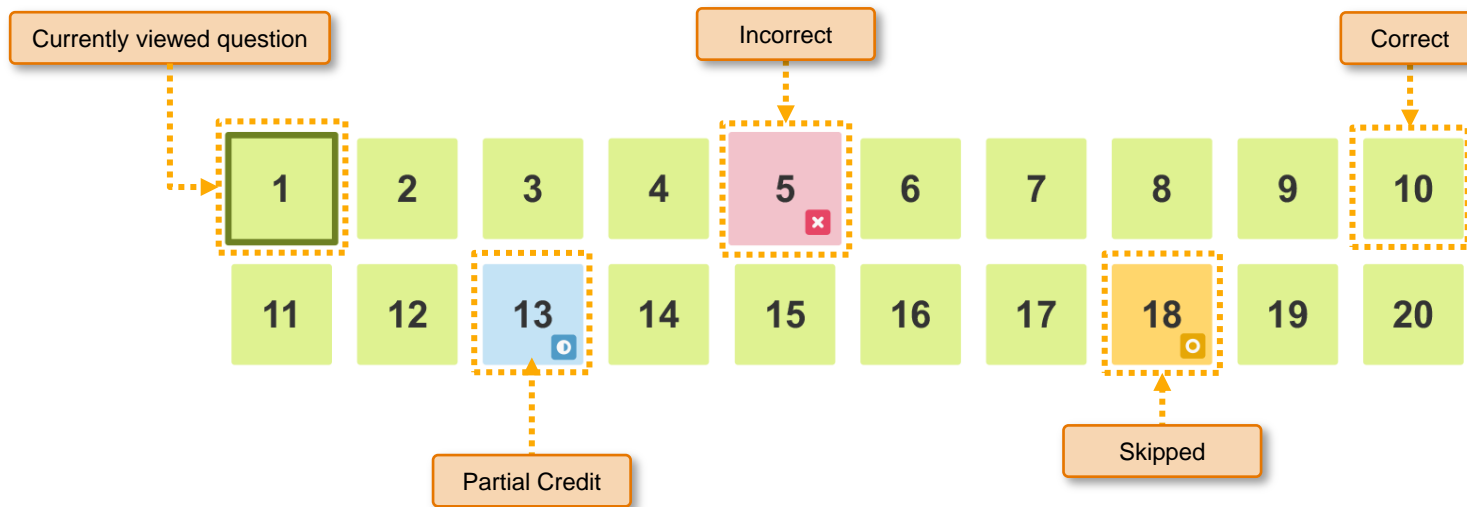 Currently viewed question
Incorrect
Correct
1 2 3 4 5 6 7 8 9 10
11 12 13 14 15 16 17 18 19 20
Partial Credit
Skipped